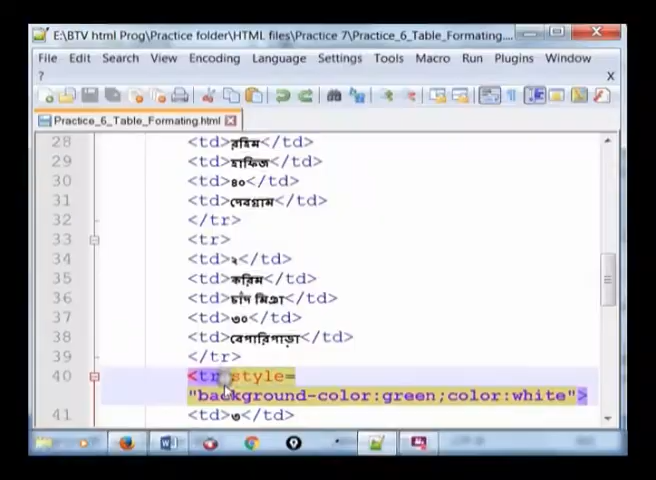 E:\BTV html Prog\Practice folder\HTML files\Practice 7\Practice_6_Table_Formating....
File Edit Search View Encoding Language Settings Tools Macro Run Plugins Window
? X
Practice_6_Table_Formating.html
28 <td>রহিম</td>
29 <td>হাফিজ</td>
30 <td>৪০</td>
31 <td>দেবগ্রাম</td>
32 </tr>
33 <tr>
34 <td>২</td>
35 <td>করিম</td>
36 <td>চাঁদ মিঞা</td>
37 <td>৩০</td>
38 <td>বেপারিপাড়া</td>
39 </tr>
40 <tr style=
"background-color:green;color:white">
41 <td>৩</td>